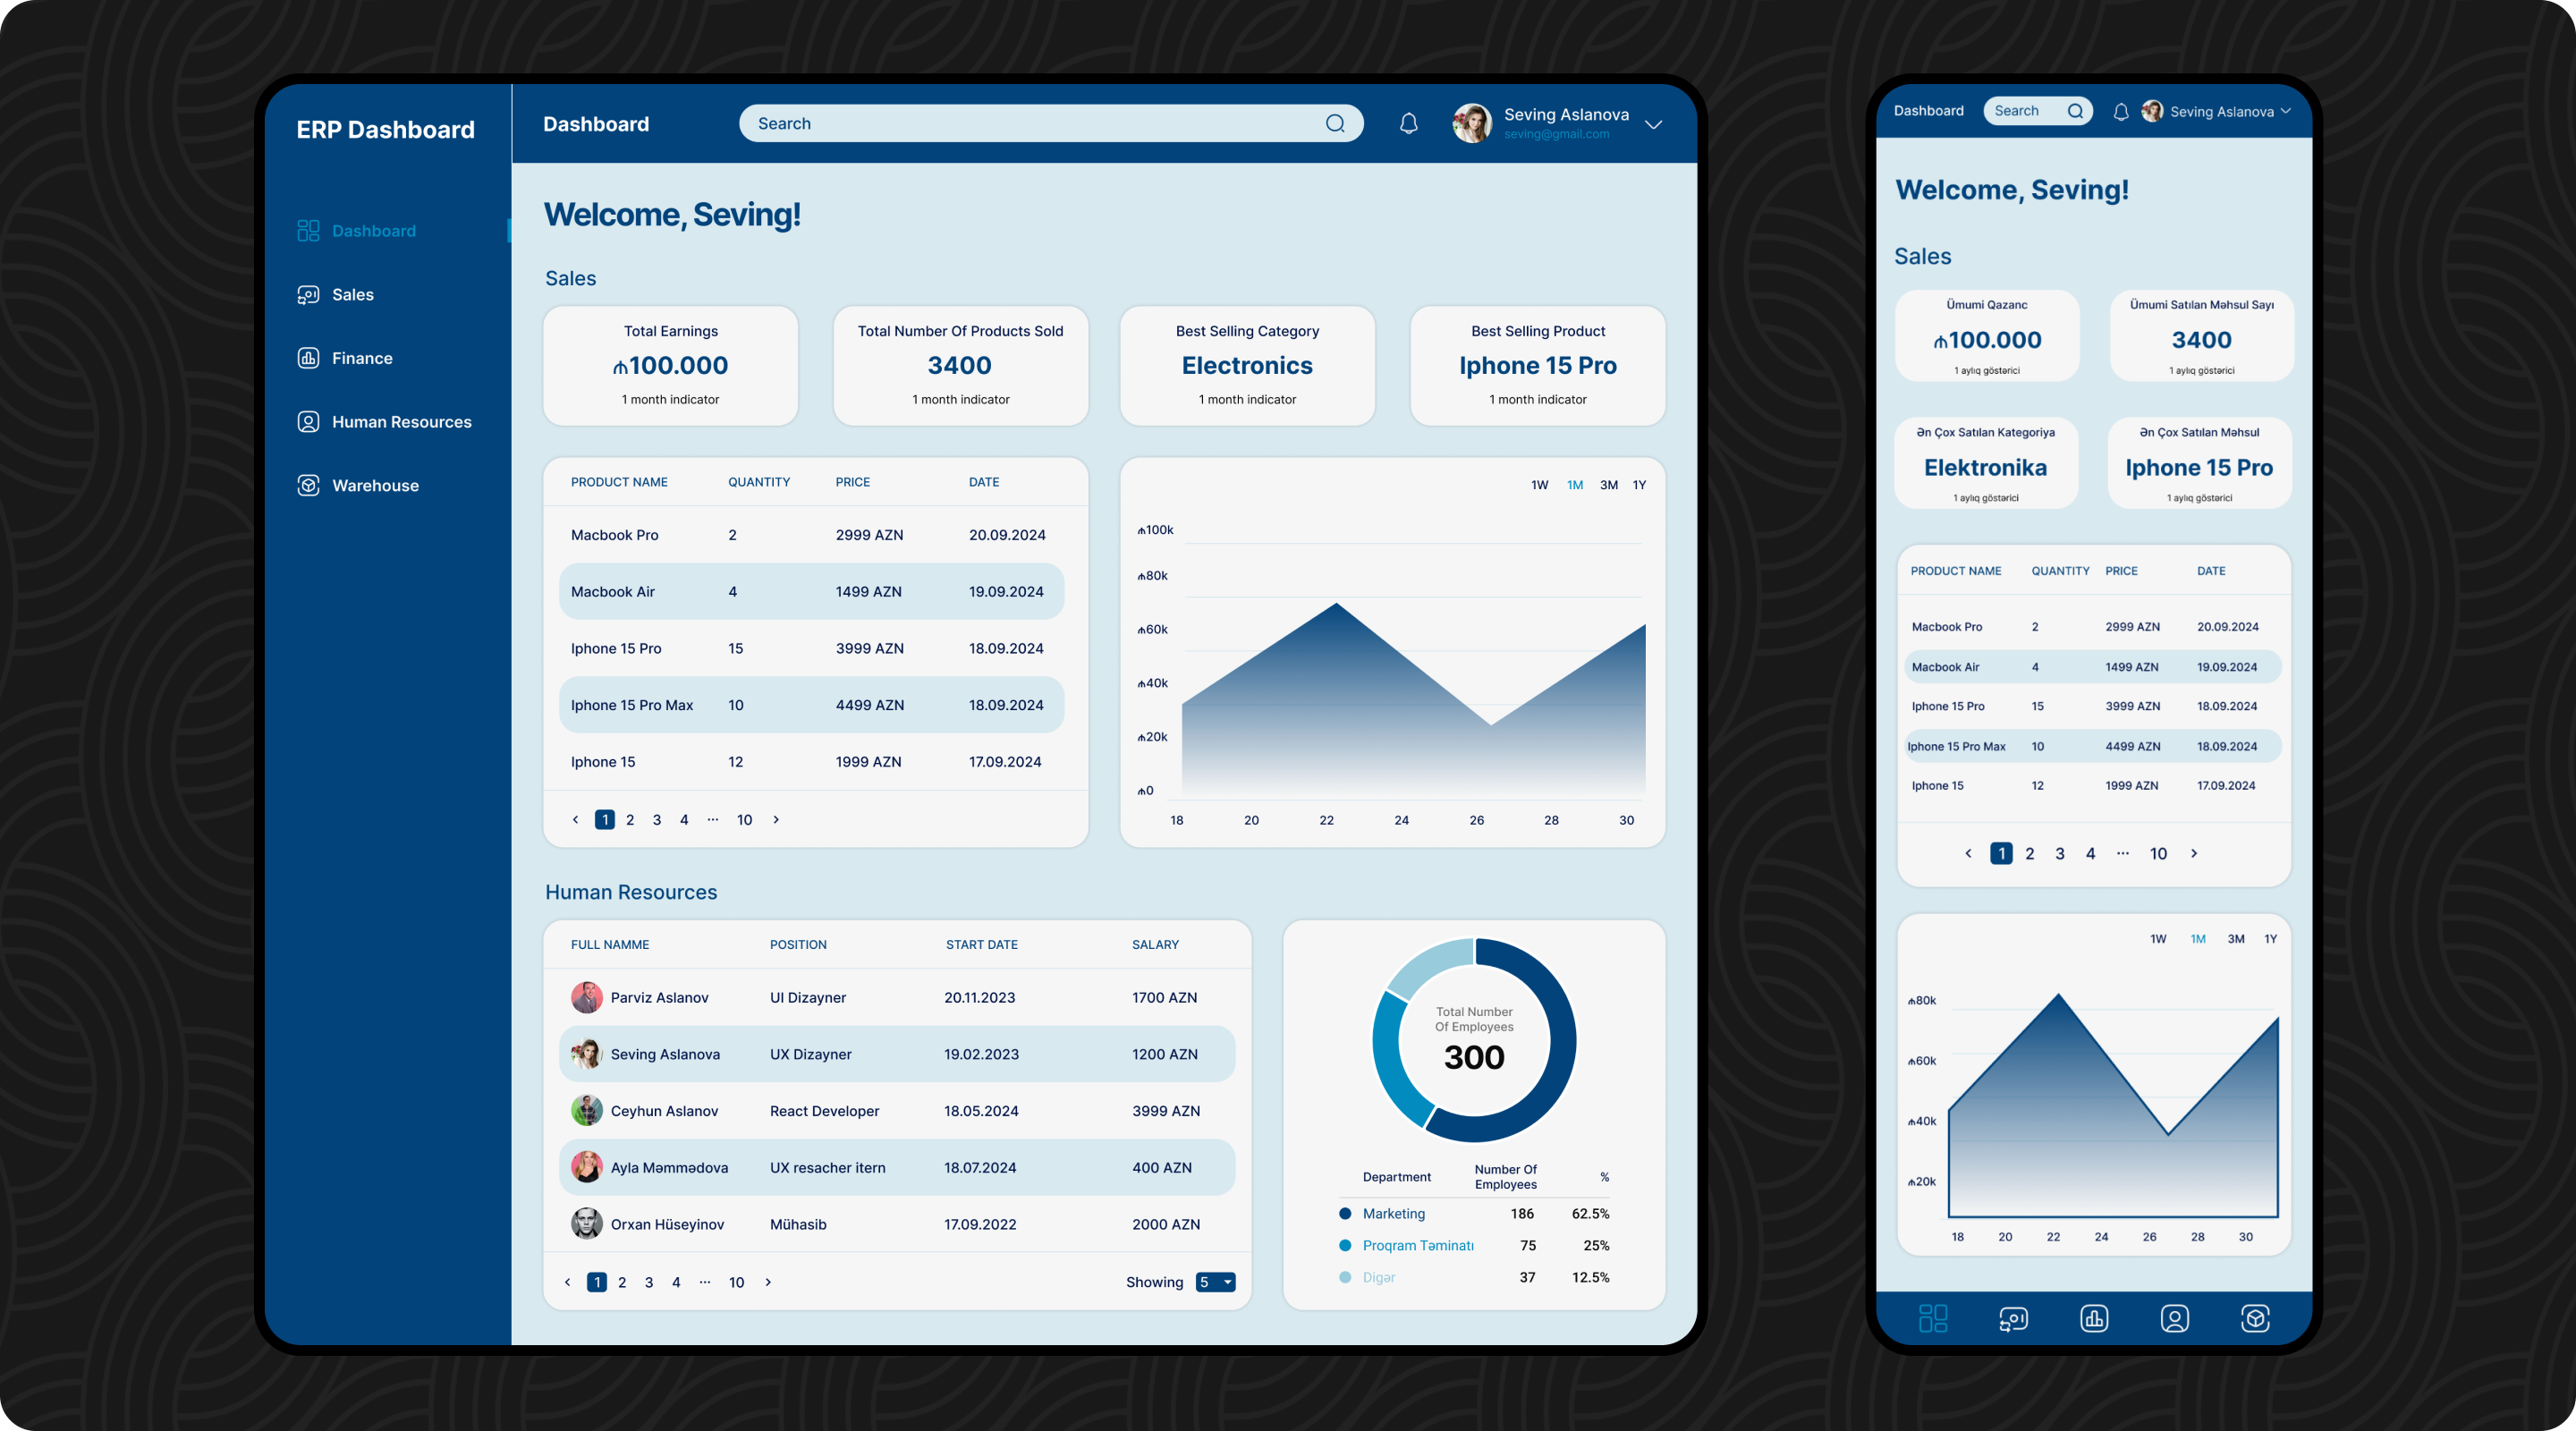 ERP Dashboard
Dashboard
Sales
Finance
Human Resources
Warehouse
Dashboard
Search
Seving Aslanova
seving@gmail.com
Welcome, Seving!
Sales
Total Earnings
₼100.000
1 month indicator
Total Number Of Products Sold
3400
1 month indicator
Best Selling Category
Electronics
1 month indicator
Best Selling Product
Iphone 15 Pro
1 month indicator
PRODUCT NAME QUANTITY PRICE DATE
Macbook Pro 2 2999 AZN 20.09.2024
Macbook Air 4 1499 AZN 19.09.2024
Iphone 15 Pro 15 3999 AZN 18.09.2024
Iphone 15 Pro Max 10 4499 AZN 18.09.2024
Iphone 15 12 1999 AZN 17.09.2024
< 1 2 3 4 ··· 10 >
1W 1M 3M 1Y
₼100k
₼80k
₼60k
₼40k
₼20k
₼0
18 20 22 24 26 28 30
Human Resources
FULL NAMME POSITION START DATE SALARY
Parviz Aslanov UI Dizayner 20.11.2023 1700 AZN
Seving Aslanova UX Dizayner 19.02.2023 1200 AZN
Ceyhun Aslanov React Developer 18.05.2024 3999 AZN
Ayla Məmmədova UX resacher itern 18.07.2024 400 AZN
Orxan Hüseyinov Mühasib 17.09.2022 2000 AZN
< 1 2 3 4 ··· 10 >
Showing 5
Total Number
Of Employees
300
Department Number Of Employees %
Marketing 186 62.5%
Proqram Təminatı 75 25%
Digər 37 12.5%
Dashboard
Search
Seving Aslanova
Welcome, Seving!
Sales
Ümumi Qazanc
₼100.000
1 aylıq göstərici
Ümumi Satılan Məhsul Sayı
3400
1 aylıq göstərici
Ən Çox Satılan Kategoriya
Elektronika
1 aylıq göstərici
Ən Çox Satılan Məhsul
Iphone 15 Pro
1 aylıq göstərici
PRODUCT NAME QUANTITY PRICE DATE
Macbook Pro 2 2999 AZN 20.09.2024
Macbook Air 4 1499 AZN 19.09.2024
Iphone 15 Pro 15 3999 AZN 18.09.2024
Iphone 15 Pro Max 10 4499 AZN 18.09.2024
Iphone 15 12 1999 AZN 17.09.2024
< 1 2 3 4 ··· 10 >
1W 1M 3M 1Y
₼80k
₼60k
₼40k
₼20k
18 20 22 24 26 28 30